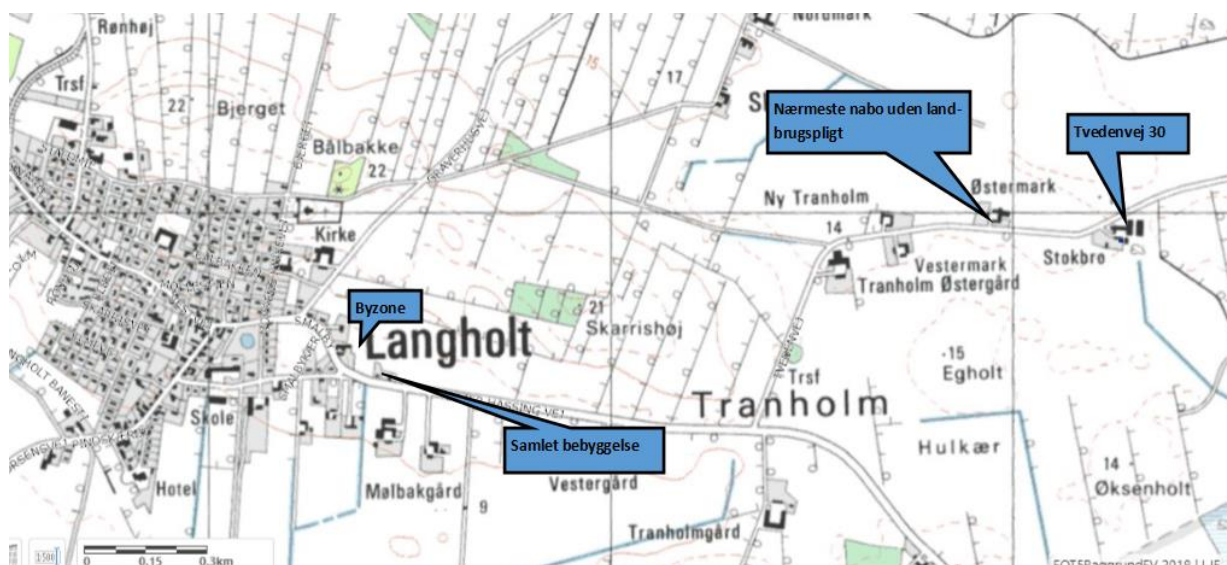 Rønhøj
Nordmark
15
17
Trsf
22
Bjerget
Nærmeste nabo uden land-
brugspligt
Tvedenvej 30
Bålbakke
22
Østermark
Ny Tranholm
14
Kirke
Stokbro
Vestermark
Tranholm Østergård
Byzone
21
Skarrishøj
Langholt
15
Egholt
Trsf
Tranholm
Skole
Samlet bebyggelse
Hulkær
14
Øksenholt
Hotel
Mølbakgård
Vestergård
9
Tranholmgård
0 0.15 0.3km